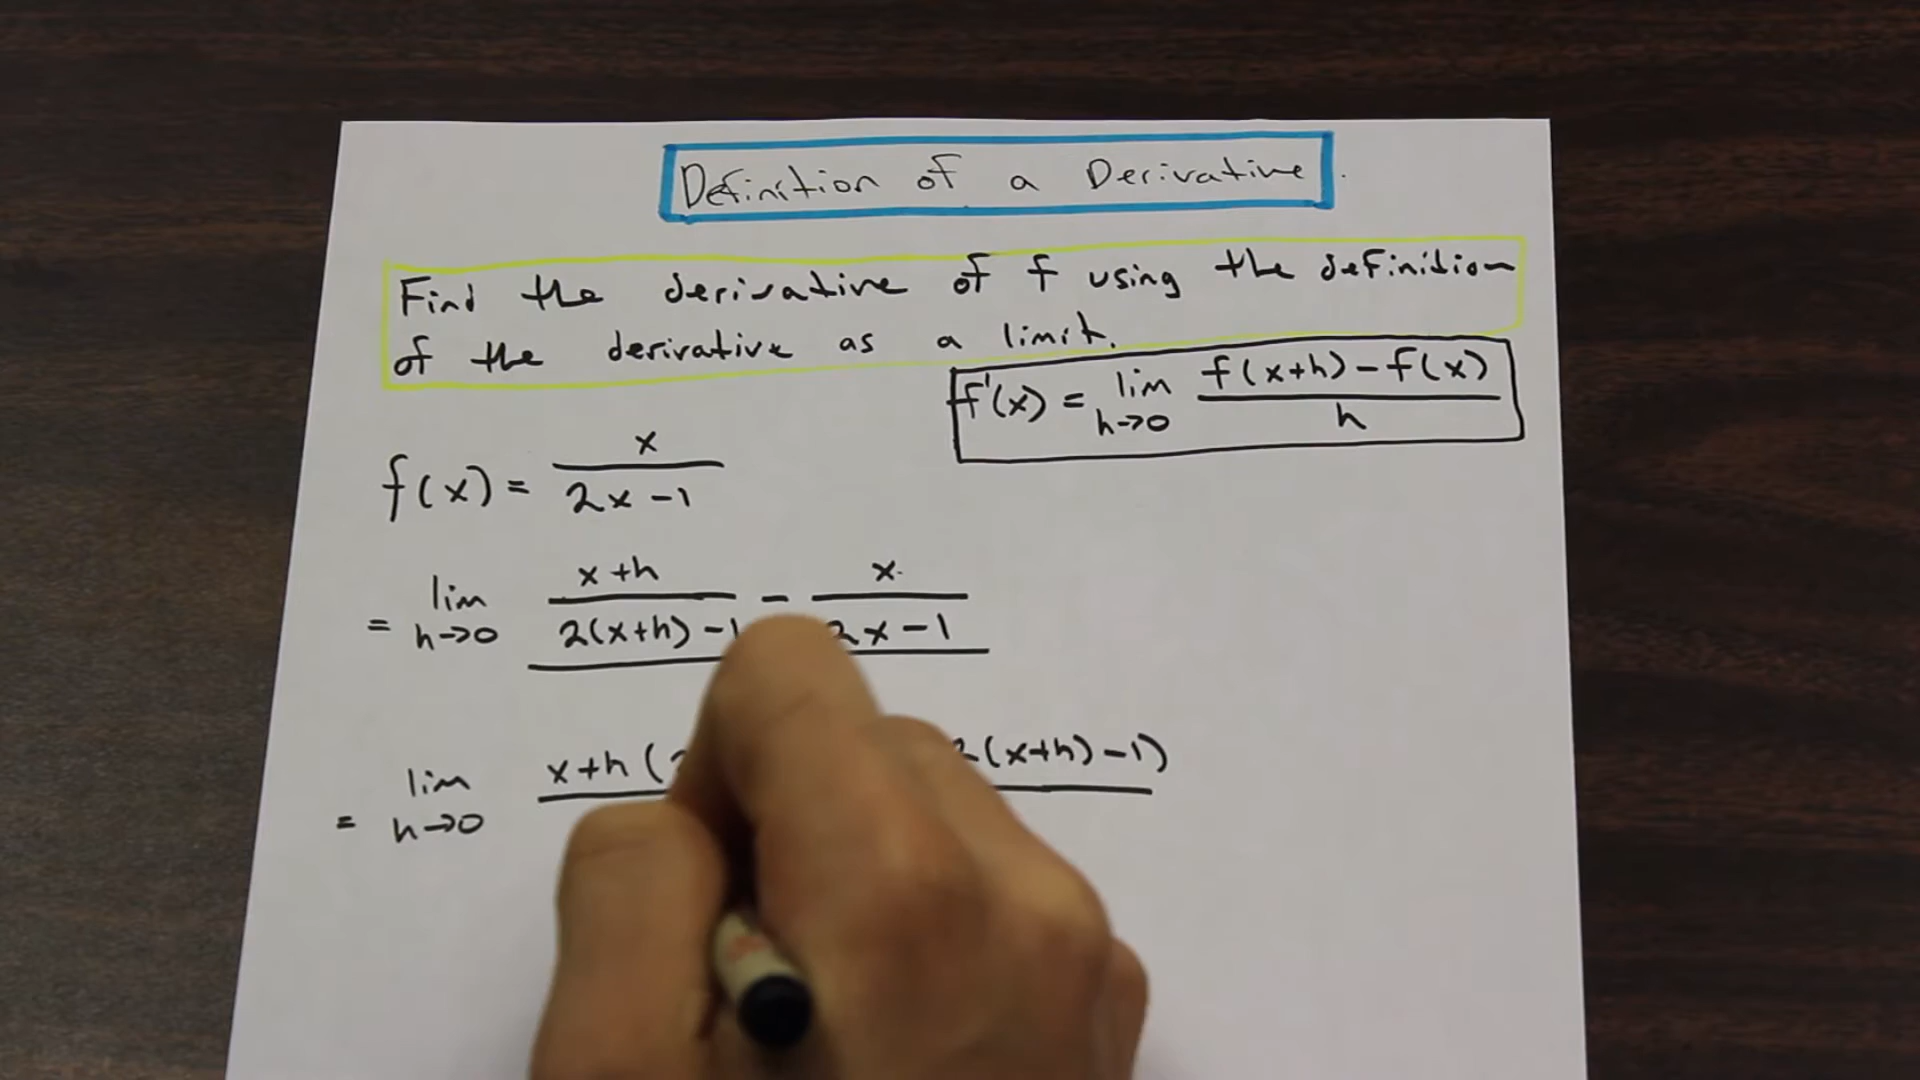 Definition of a Derivative
Find the derivative of f using the definition
of the derivative as a limit.
f'(x) = lim h→0 f(x+h) - f(x) / h
f(x) = x / 2x - 1
= lim h→0 x+h / 2(x+h) - 1 - x / 2x - 1
= lim h→0 x+h ( 2(x+h) - 1)